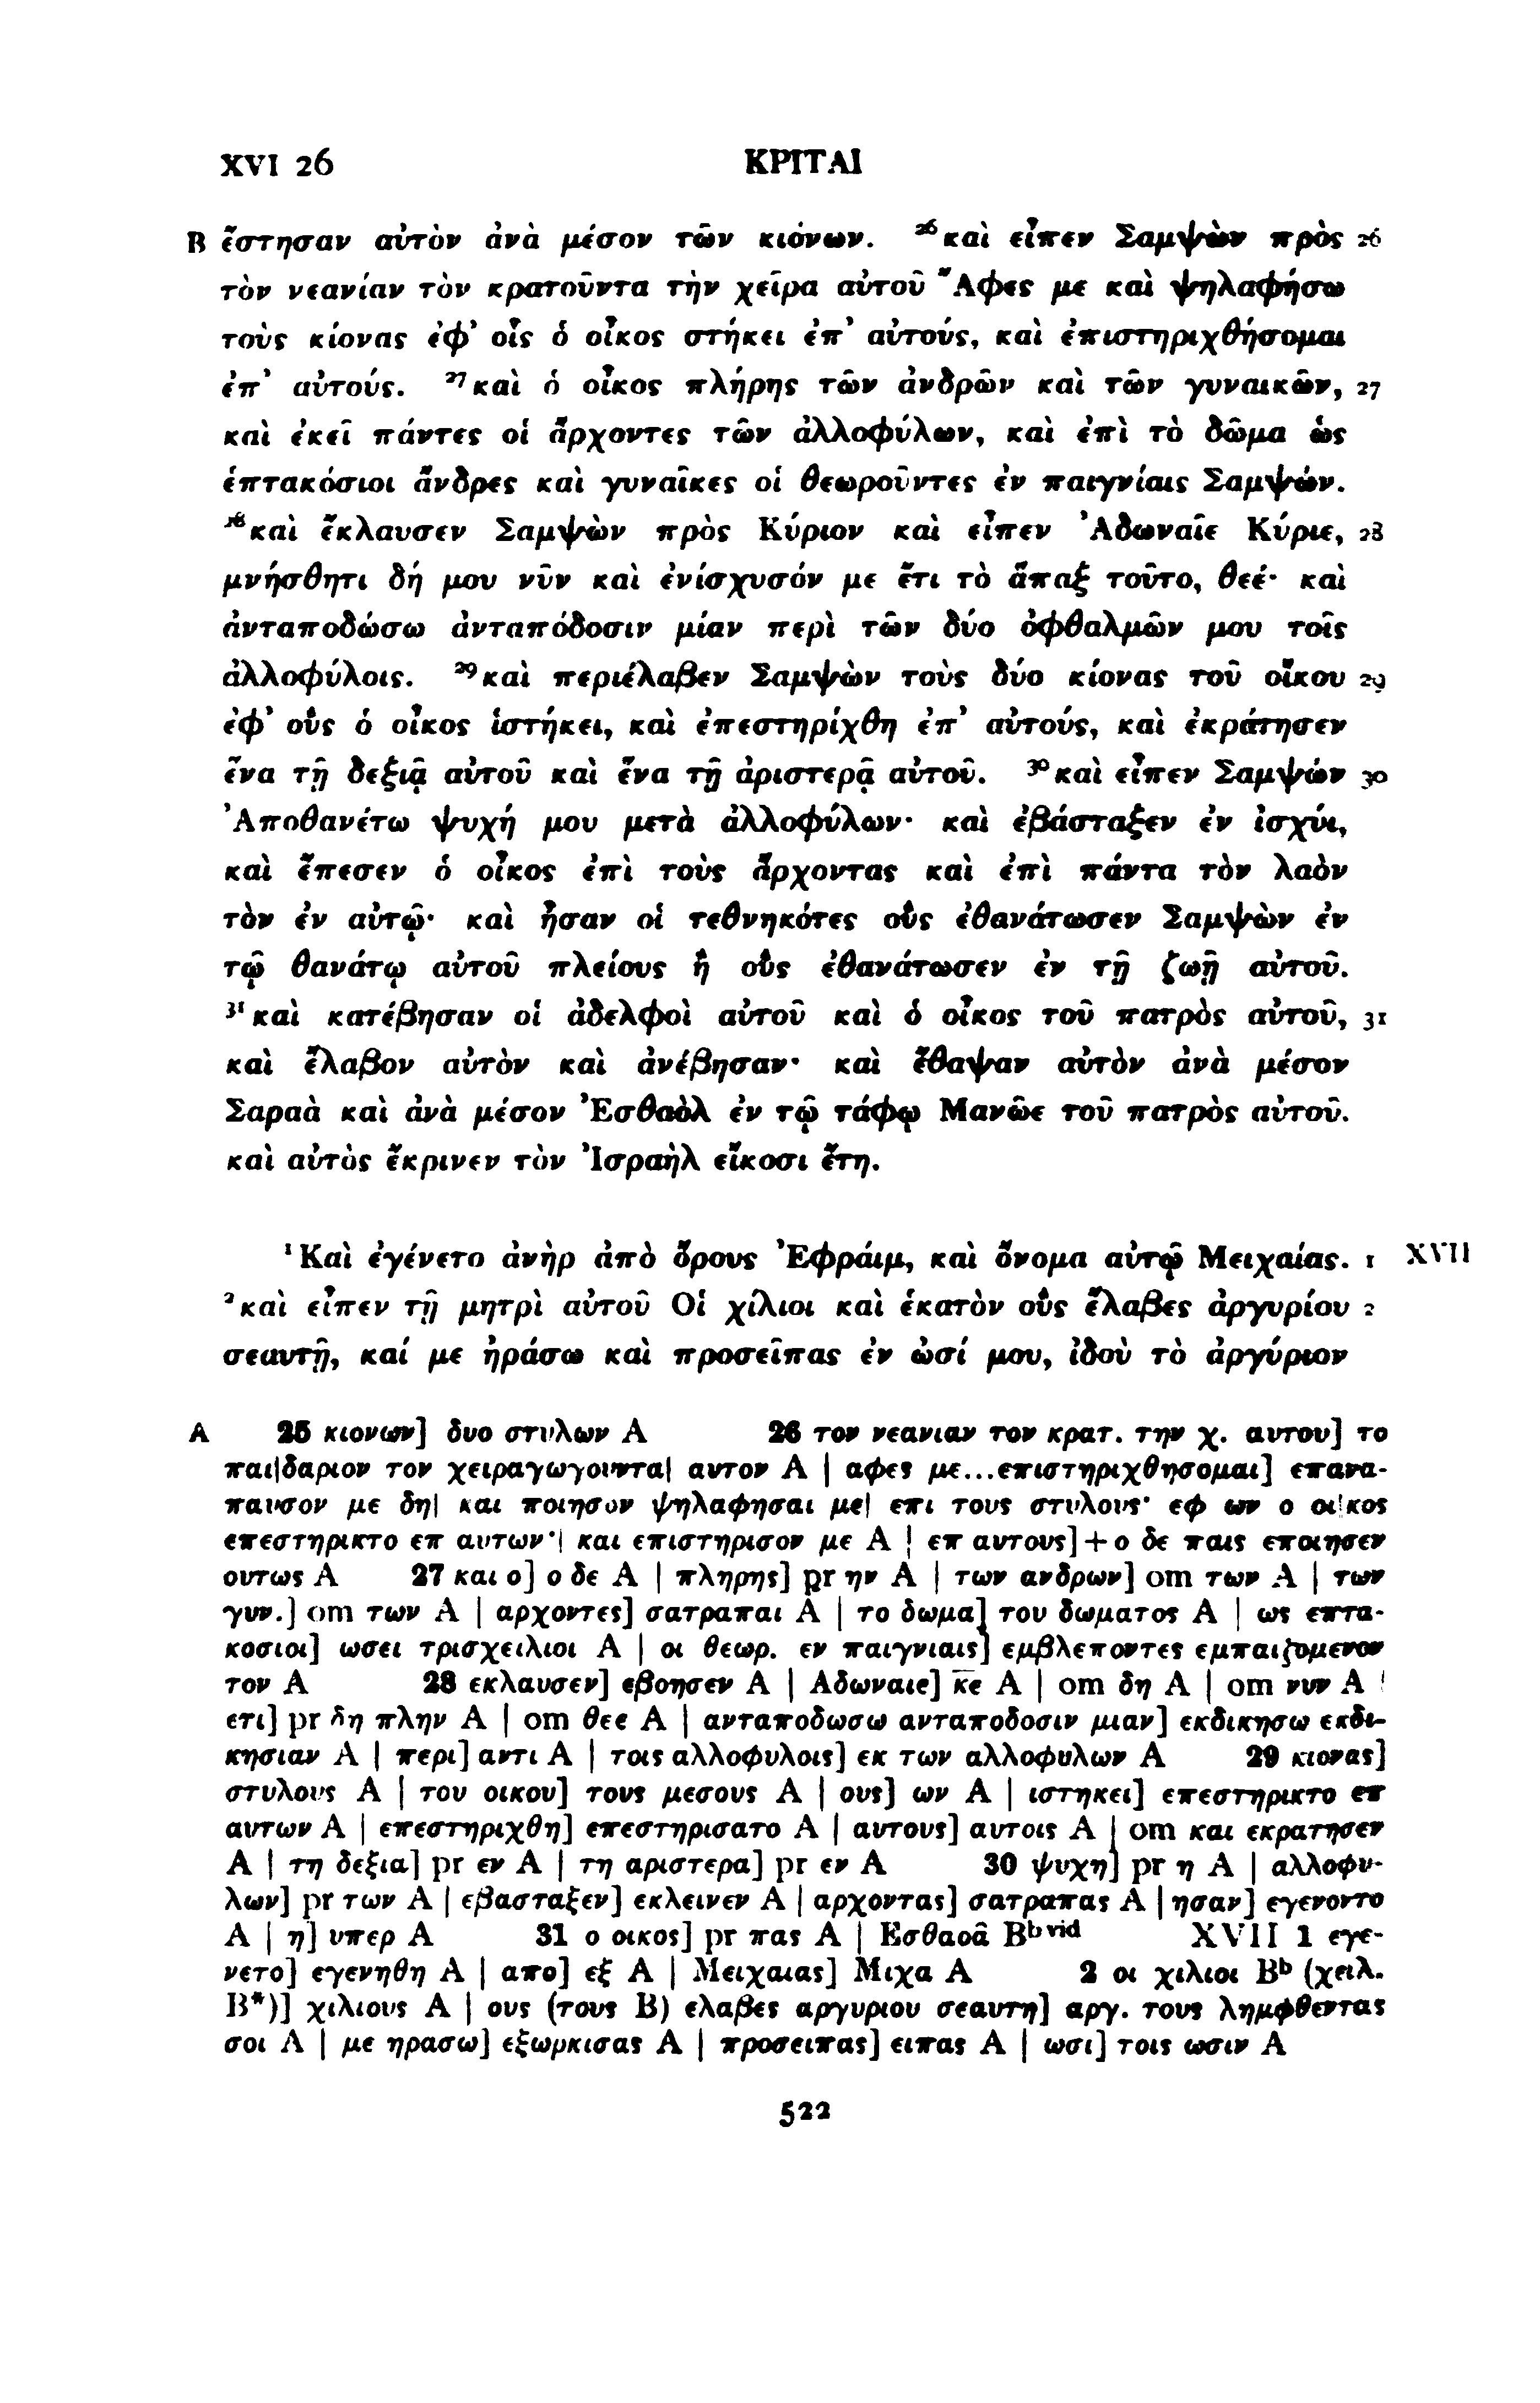 XVI 26 ΚΡΙΤΑΙ
B ἔστησαν αὐτὸν ἀνὰ μέσον τῶν κιόνων. ²⁶καὶ εἶπεν Σαμψὼν πρὸς 26
τὸν νεανίαν τὸν κρατοῦντα τὴν χεῖρα αὐτοῦ Ἄφες με καὶ ψηλαφήσω
τοὺς κίονας ἐφ᾽ οἷς ὁ οἶκος στήκει ἐπ᾽ αὐτούς, καὶ ἐπιστηριχθήσομαι
ἐπ᾽ αὐτούς. ²⁷καὶ ὁ οἶκος πλήρης τῶν ἀνδρῶν καὶ τῶν γυναικῶν, 27
καὶ ἐκεῖ πάντες οἱ ἄρχοντες τῶν ἀλλοφύλων, καὶ ἐπὶ τὸ δῶμα ὡς
ἑπτακόσιοι ἄνδρες καὶ γυναῖκες οἱ θεωροῦντες ἐν παιγνίαις Σαμψών.
²⁸καὶ ἔκλαυσεν Σαμψὼν πρὸς Κύριον καὶ εἶπεν Ἀδωναῖε Κύριε, 28
μνήσθητι δή μου νῦν καὶ ἐνίσχυσόν με ἔτι τὸ ἅπαξ τοῦτο, θεέ· καὶ
ἀνταποδώσω ἀνταπόδοσιν μίαν περὶ τῶν δύο ὀφθαλμῶν μου τοῖς
ἀλλοφύλοις. ²⁹καὶ περιέλαβεν Σαμψὼν τοὺς δύο κίονας τοῦ οἴκου 29
ἐφ᾽ οὓς ὁ οἶκος ἱστήκει, καὶ ἐπεστηρίχθη ἐπ᾽ αὐτούς, καὶ ἐκράτησεν
ἕνα τῇ δεξιᾷ αὐτοῦ καὶ ἕνα τῇ ἀριστερᾷ αὐτοῦ. ³⁰καὶ εἶπεν Σαμψών 30
Ἀποθανέτω ψυχή μου μετὰ ἀλλοφύλων· καὶ ἐβάσταξεν ἐν ἰσχύι,
καὶ ἔπεσεν ὁ οἶκος ἐπὶ τοὺς ἄρχοντας καὶ ἐπὶ πάντα τὸν λαὸν
τὸν ἐν αὐτῷ· καὶ ἦσαν οἱ τεθνηκότες οὓς ἐθανάτωσεν Σαμψὼν ἐν
τῷ θανάτῳ αὐτοῦ πλείους ἢ οὓς ἐθανάτωσεν ἐν τῇ ζωῇ αὐτοῦ.
³¹καὶ κατέβησαν οἱ ἀδελφοὶ αὐτοῦ καὶ ὁ οἶκος τοῦ πατρὸς αὐτοῦ, 31
καὶ ἔλαβον αὐτὸν καὶ ἀνέβησαν· καὶ ἔθαψαν αὐτὸν ἀνὰ μέσον
Σαραὰ καὶ ἀνὰ μέσον Ἐσθαὸλ ἐν τῷ τάφῳ Μανῶε τοῦ πατρὸς αὐτοῦ.
καὶ αὐτὸς ἔκρινεν τὸν Ἰσραὴλ εἴκοσι ἔτη.
¹Καὶ ἐγένετο ἀνὴρ ἀπὸ ὄρους Ἐφράιμ, καὶ ὄνομα αὐτῷ Μειχαίας. 1 XVII
²καὶ εἶπεν τῇ μητρὶ αὐτοῦ Οἱ χίλιοι καὶ ἑκατὸν οὓς ἔλαβες ἀργυρίου 2
σεαυτῇ, καί με ἠράσω καὶ προσεῖπας ἐν ὠσί μου, ἰδοὺ τὸ ἀργύριον
A 25 κιονων] δυο στυλων A 26 τον νεανιαν τον κρατ. την χ. αυτου] το
παι|δαριον τον χειραγωγουντα| αυτον A | αφες με...επιστηριχθησομαι] επανα-
παυσον με δη| και ποιησον ψηλαφησαι με| επι τους στυλους· εφ ων ο οι|κος
επεστηρικτο επ αυτων·| και επιστηρισον με A | επ αυτους]+ο δε παις εποιησεν
ουτως A 27 και ο] ο δε A | πληρης] pr ην A | των ανδρων] om των A | των
γυν.] om των A | αρχοντες] σατραπαι A | το δωμα] του δωματος A | ως επτα-
κοσιοι] ωσει τρισχειλιοι A | οι θεωρ. εν παιγνιαις] εμβλεποντες εμπαιζομενον
τον A 28 εκλαυσεν] εβοησεν A | Αδωναιε] κ̅ε̅ A | om δη A | om νυν A |
ετι] pr δη πλην A | om θεε A | ανταποδωσω ανταποδοσιν μιαν] εκδικησω εκδι-
κησιαν A | περι] αντι A | τοις αλλοφυλοις] εκ των αλλοφυλων A 29 κιονας]
στυλους A | του οικου] τους μεσους A | ους] ων A | ιστηκει] επεστηρικτο επ
αυτων A | επεστηριχθη] επεστηρισατο A | αυτους] αυτοις A | om και εκρατησεν
A | τη δεξια] pr εν A | τη αριστερα] pr εν A 30 ψυχη] pr η A | αλλοφυ-
λων] pr των A | εβασταξεν] εκλεινεν A | αρχοντας] σατραπας A | ησαν] εγενοντο
A | η] υπερ A 31 ο οικος] pr πας A | Εσθαοα̑ Bᵇ ᵛⁱᵈ XVII 1 εγε-
νετο] εγενηθη A | απο] εξ A | Μειχαιας] Μιχα A 2 οι χιλιοι Bᵇ (χειλ.
B*)] χιλιους A | ους (τους B) ελαβες αργυριου σεαυτη] αργ. τους λημφθεντας
σοι A | με ηρασω] εξωρκισας A | προσειπας] ειπας A | ωσι] τοις ωσιν A
522